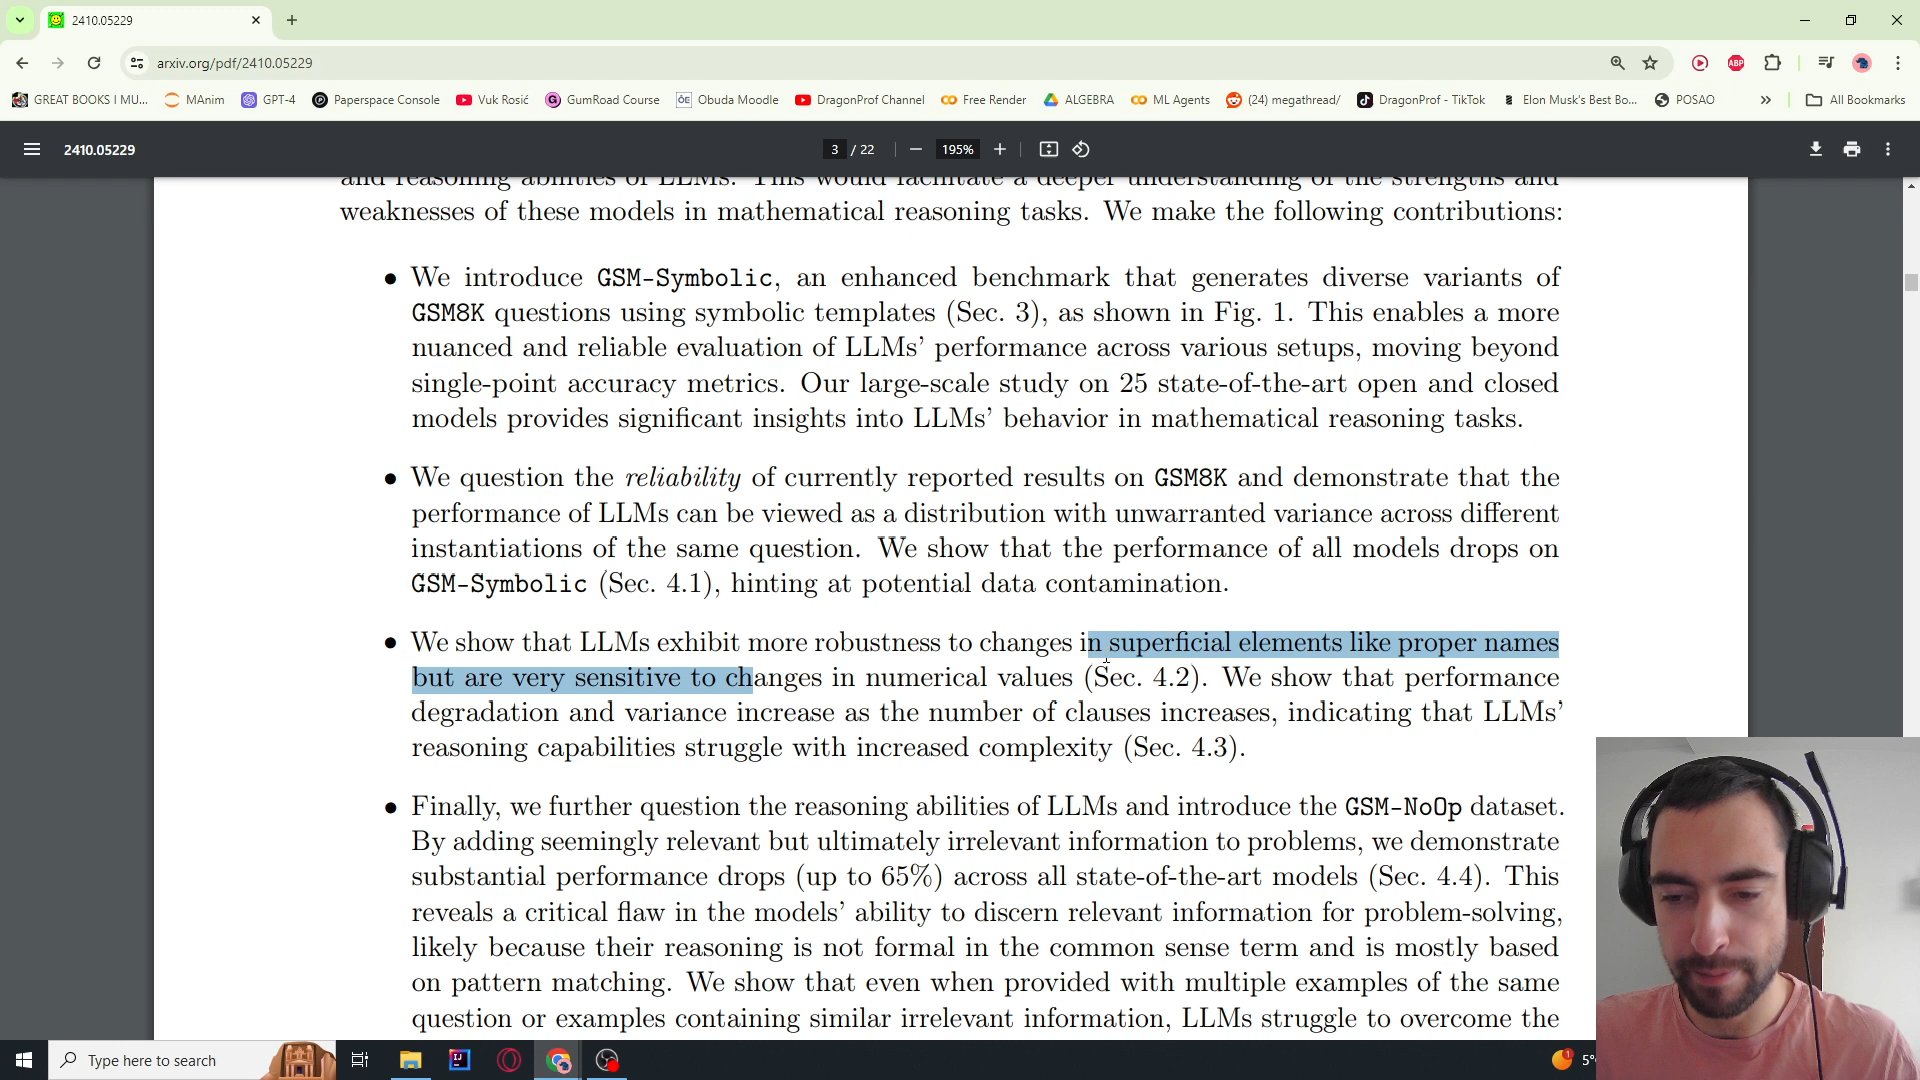 2410.05229
arxiv.org/pdf/2410.05229
GREAT BOOKS I MU... MAnim GPT-4 Paperspace Console Vuk Rosić GumRoad Course Obuda Moodle DragonProf Channel Free Render ALGEBRA ML Agents (24) megathread/ DragonProf - TikTok Elon Musk's Best Bo... POSAO » All Bookmarks
2410.05229 3 / 22 195%
and reasoning abilities of LLMs. This would facilitate a deeper understanding of the strengths and
weaknesses of these models in mathematical reasoning tasks. We make the following contributions:
• We introduce GSM-Symbolic, an enhanced benchmark that generates diverse variants of
GSM8K questions using symbolic templates (Sec. 3), as shown in Fig. 1. This enables a more
nuanced and reliable evaluation of LLMs’ performance across various setups, moving beyond
single-point accuracy metrics. Our large-scale study on 25 state-of-the-art open and closed
models provides significant insights into LLMs’ behavior in mathematical reasoning tasks.
• We question the reliability of currently reported results on GSM8K and demonstrate that the
performance of LLMs can be viewed as a distribution with unwarranted variance across different
instantiations of the same question. We show that the performance of all models drops on
GSM-Symbolic (Sec. 4.1), hinting at potential data contamination.
• We show that LLMs exhibit more robustness to changes in superficial elements like proper names
but are very sensitive to changes in numerical values (Sec. 4.2). We show that performance
degradation and variance increase as the number of clauses increases, indicating that LLMs’
reasoning capabilities struggle with increased complexity (Sec. 4.3).
• Finally, we further question the reasoning abilities of LLMs and introduce the GSM-NoOp dataset.
By adding seemingly relevant but ultimately irrelevant information to problems, we demonstrate
substantial performance drops (up to 65%) across all state-of-the-art models (Sec. 4.4). This
reveals a critical flaw in the models’ ability to discern relevant information for problem-solving,
likely because their reasoning is not formal in the common sense term and is mostly based
on pattern matching. We show that even when provided with multiple examples of the same
question or examples containing similar irrelevant information, LLMs struggle to overcome the
Type here to search
1 5°